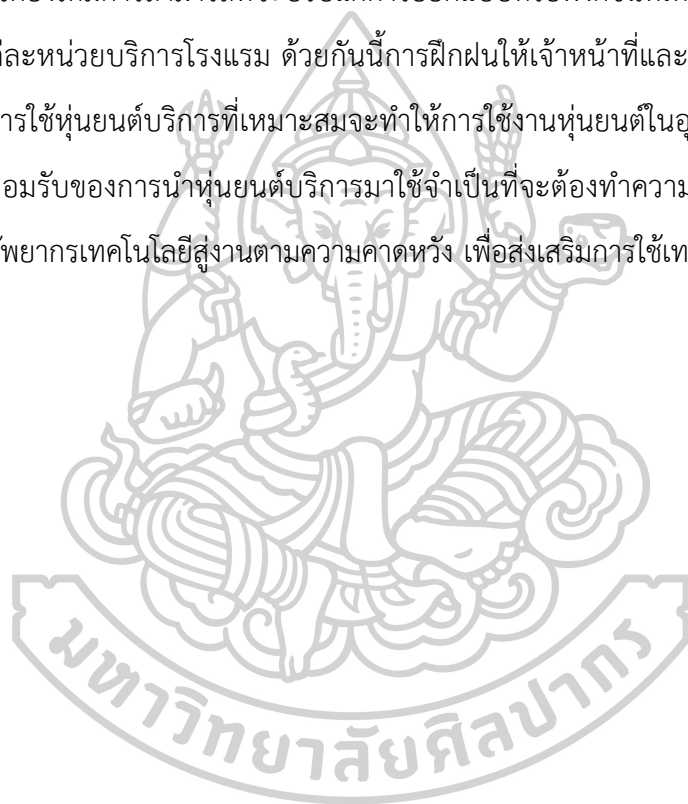 ละหน่วยบริการโรงแรม ด้วยกันนี้การฝึกฝนให้เจ้าหน้าที่และ
ารใช้หุ่นยนต์บริการที่เหมาะสมจะทำให้การใช้งานหุ่นยนต์ในอุ
อมรับของการนำหุ่นยนต์บริการมาใช้จำเป็นที่จะต้องทำความ
พยากรเทคโนโลยีสู่งานตามความคาดหวัง เพื่อส่งเสริมการใช้เท
มหาวิทยาลัยศิลปากร